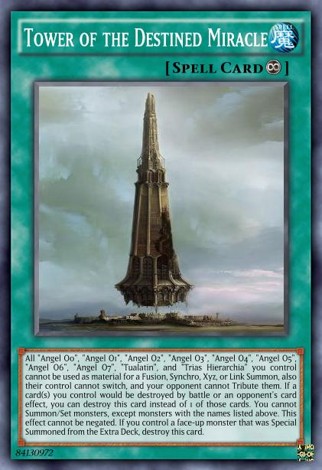 TOWER OF THE DESTINED MIRACLE
魔
[SPELL CARD]
All "Angel O0", "Angel O1", "Angel O2", "Angel O3", "Angel O4", "Angel O5",
"Angel O6", "Angel O7", "Tualatin", and "Trias Hierarchia" you control
cannot be used as material for a Fusion, Synchro, Xyz, or Link Summon, also
their control cannot switch, and your opponent cannot Tribute them. If a
card(s) you control would be destroyed by battle or an opponent's card
effect, you can destroy this card instead of 1 of those cards. You cannot
Summon/Set monsters, except monsters with the names listed above. This
effect cannot be negated. If you control a face-up monster that was Special
Summoned from the Extra Deck, destroy this card.
84130972